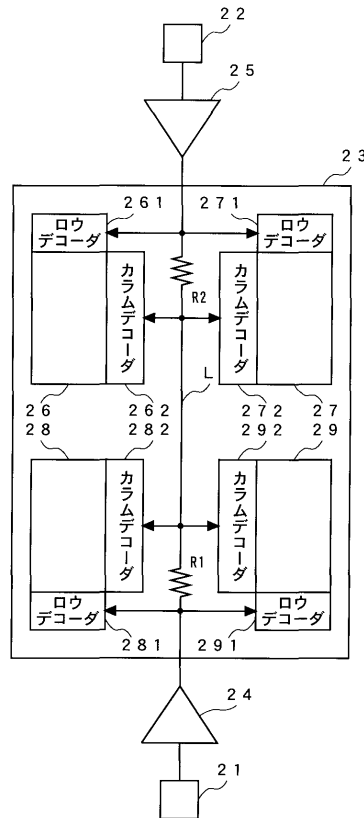 22
25
23
261
271
ロウ
デコーダ
ロウ
デコーダ
カラムデコーダ
R2
カラムデコーダ
26
262
L
272
27
28
282
292
29
カラムデコーダ
R1
カラムデコーダ
ロウ
デコーダ
ロウ
デコーダ
281
291
24
21